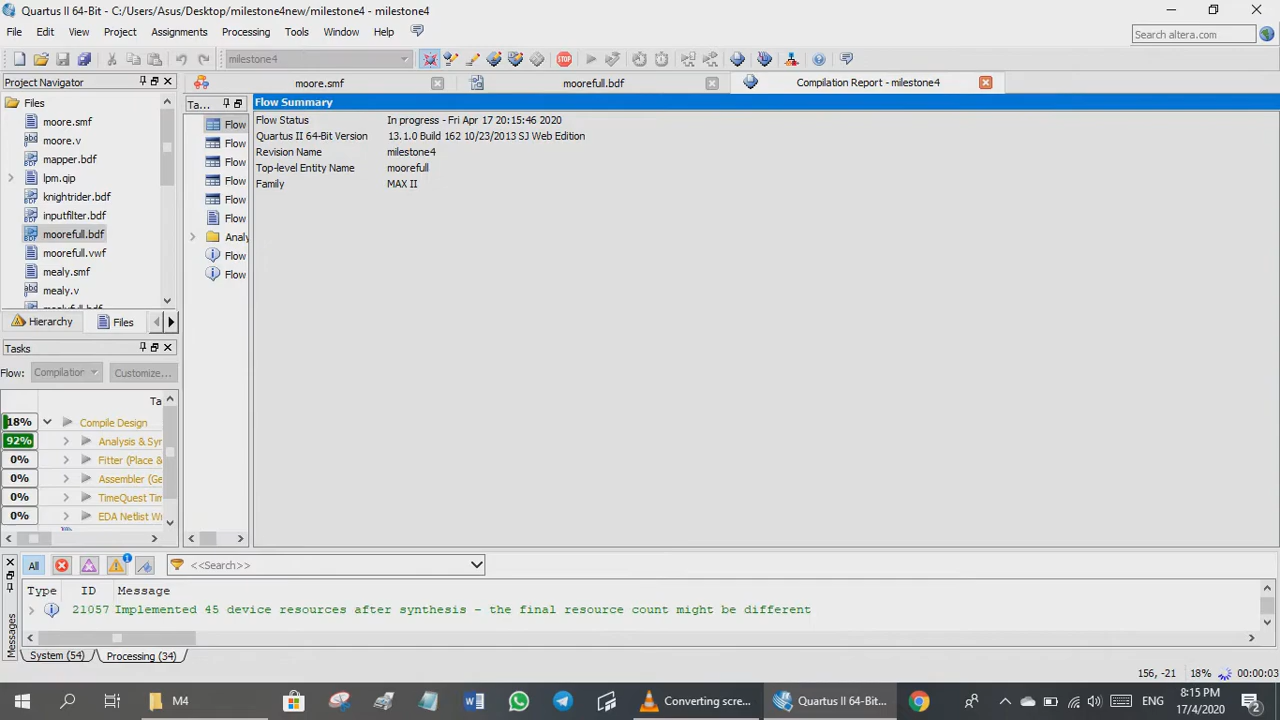 Quartus II 64-Bit - C:/Users/Asus/Desktop/milestone4new/milestone4 - milestone4
File Edit View Project Assignments Processing Tools Window Help
Search altera.com
milestone4
Project Navigator
moore.smf
moorefull.bdf
Compilation Report - milestone4
Files
moore.smf
moore.v
mapper.bdf
lpm.qip
knightrider.bdf
inputfilter.bdf
moorefull.bdf
moorefull.vwf
mealy.smf
mealy.v
Hierarchy
Files
Ta...
Flow
Flow
Flow
Flow
Flow
Flow
Analy
Flow
Flow
Flow Summary
Flow Status In progress - Fri Apr 17 20:15:46 2020
Quartus II 64-Bit Version 13.1.0 Build 162 10/23/2013 SJ Web Edition
Revision Name milestone4
Top-level Entity Name moorefull
Family MAX II
Tasks
Flow: Compilation Customize...
Ta
18% Compile Design
92% Analysis & Syn
0% Fitter (Place &
0% Assembler (Ge
0% TimeQuest Tim
0% EDA Netlist Wr
All
1
<<Search>>
Type ID Message
21057 Implemented 45 device resources after synthesis - the final resource count might be different
Messages
System (54) Processing (34)
156, -21 18% 00:00:03
M4
Converting scre...
Quartus II 64-Bit...
ENG
8:15 PM
17/4/2020
2